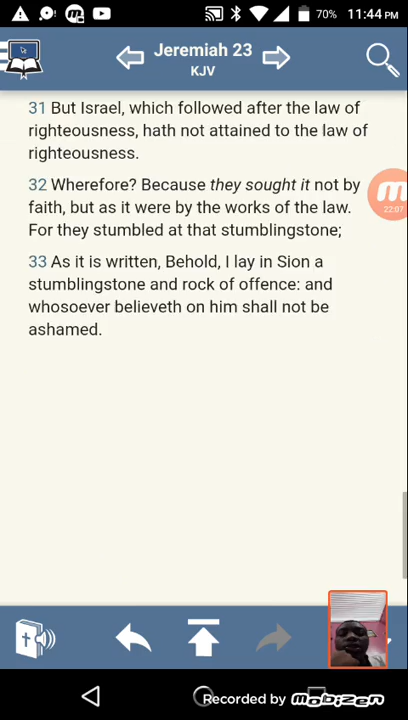 70% 11:44 PM
Jeremiah 23
KJV
31 But Israel, which followed after the law of
righteousness, hath not attained to the law of
righteousness.
32 Wherefore? Because they sought it not by
faith, but as it were by the works of the law.
For they stumbled at that stumblingstone;
33 As it is written, Behold, I lay in Sion a
stumblingstone and rock of offence: and
whosoever believeth on him shall not be
ashamed.
22:07
Recorded by mobizen